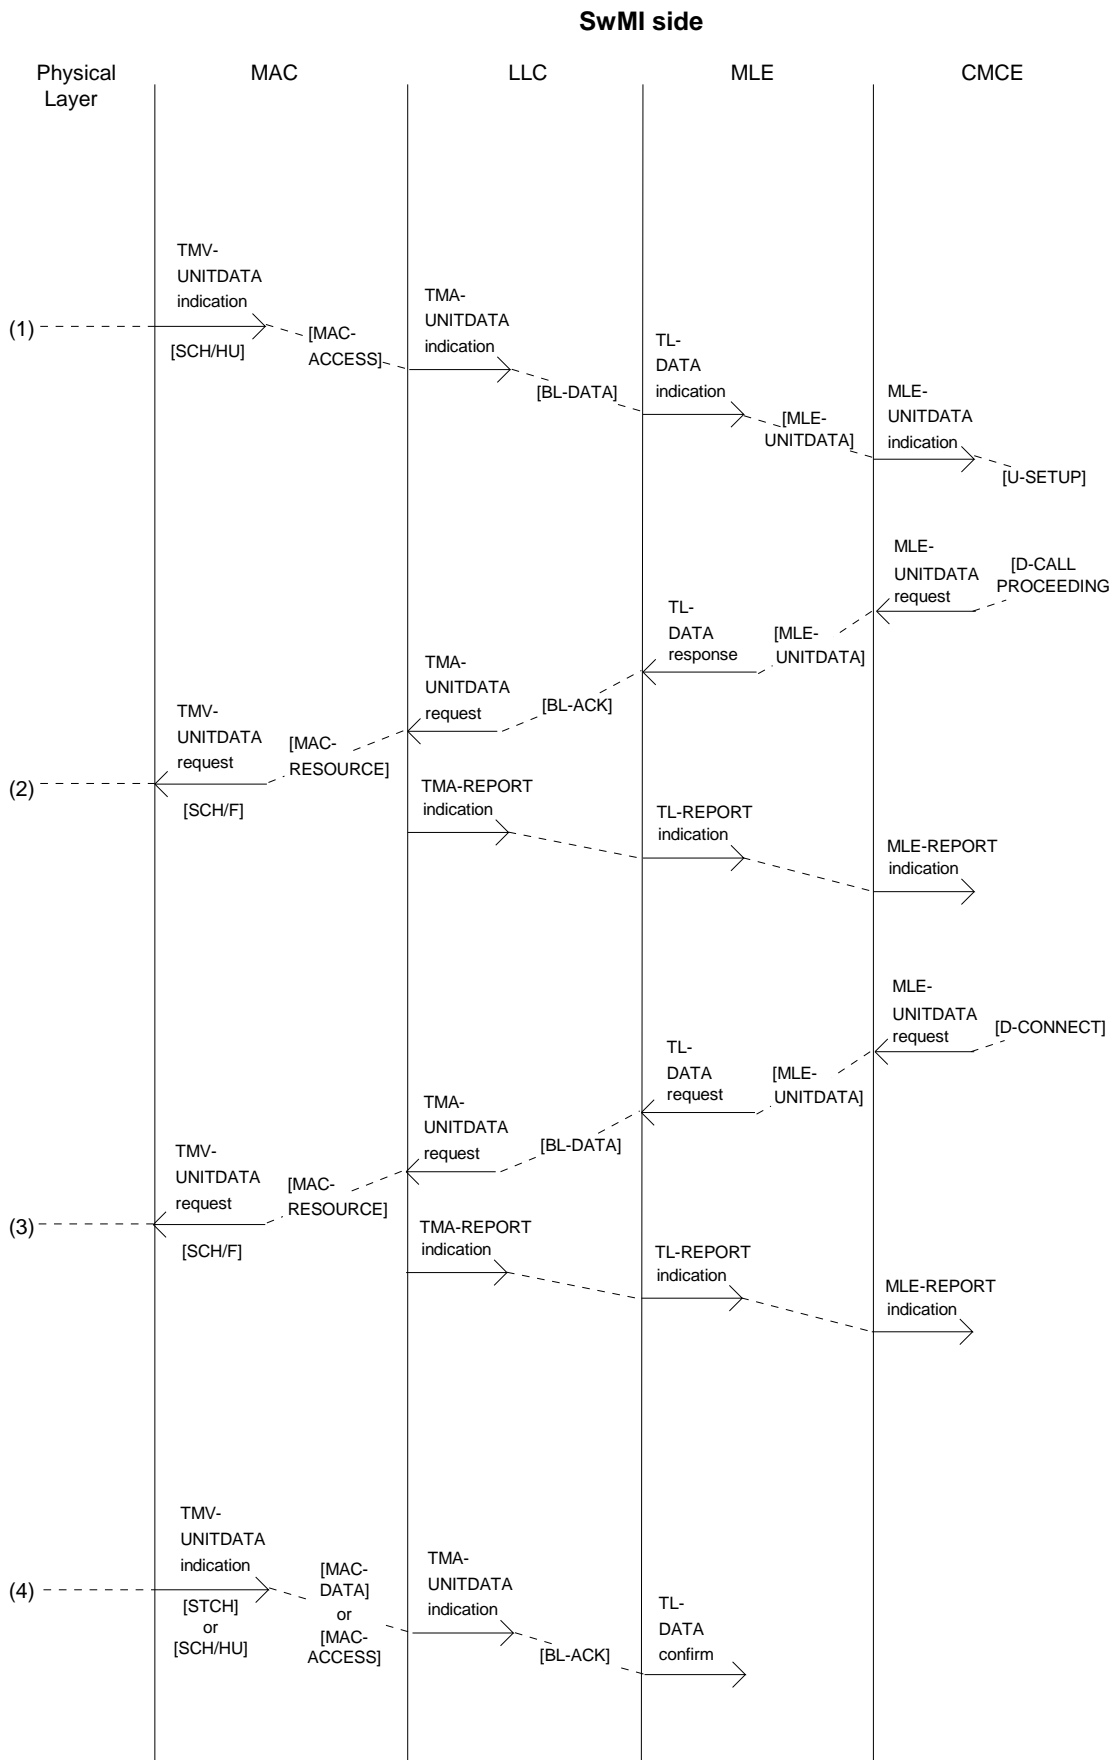 SwMI side
Physical
Layer
MAC
LLC
MLE
CMCE
(1)
TMV-
UNITDATA
indication
[SCH/HU]
[MAC-
ACCESS]
TMA-
UNITDATA
indication
[BL-DATA]
TL-
DATA
indication
[MLE-
UNITDATA]
MLE-
UNITDATA
indication
[U-SETUP]
[D-CALL
PROCEEDING
MLE-
UNITDATA
request
[MLE-
UNITDATA]
TL-
DATA
response
[BL-ACK]
TMA-
UNITDATA
request
[MAC-
RESOURCE]
TMV-
UNITDATA
request
(2)
[SCH/F]
TMA-REPORT
indication
TL-REPORT
indication
MLE-REPORT
indication
MLE-
UNITDATA
request
[D-CONNECT]
TL-
DATA
request
[MLE-
UNITDATA]
TMA-
UNITDATA
request
[BL-DATA]
TMV-
UNITDATA
request
[MAC-
RESOURCE]
(3)
[SCH/F]
TMA-REPORT
indication
TL-REPORT
indication
MLE-REPORT
indication
(4)
TMV-
UNITDATA
indication
[STCH]
or
[SCH/HU]
[MAC-
DATA]
or
[MAC-
ACCESS]
TMA-
UNITDATA
indication
[BL-ACK]
TL-
DATA
confirm